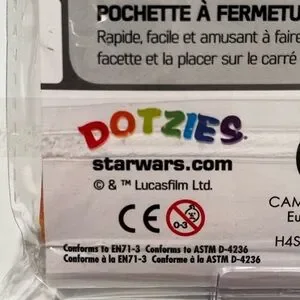 POCHETTE À FERMETU
Rapide, facile et amusant à faire
facette et la placer sur le carré
DOTZIES
starwars.com
© & ™ Lucasfilm Ltd.
CE 0-3
CAM
Eu
H4S
Conforms to EN71-3 Conforms to ASTM D-4236
Conforme à la EN71-3 Conforme à ASTM D-4236